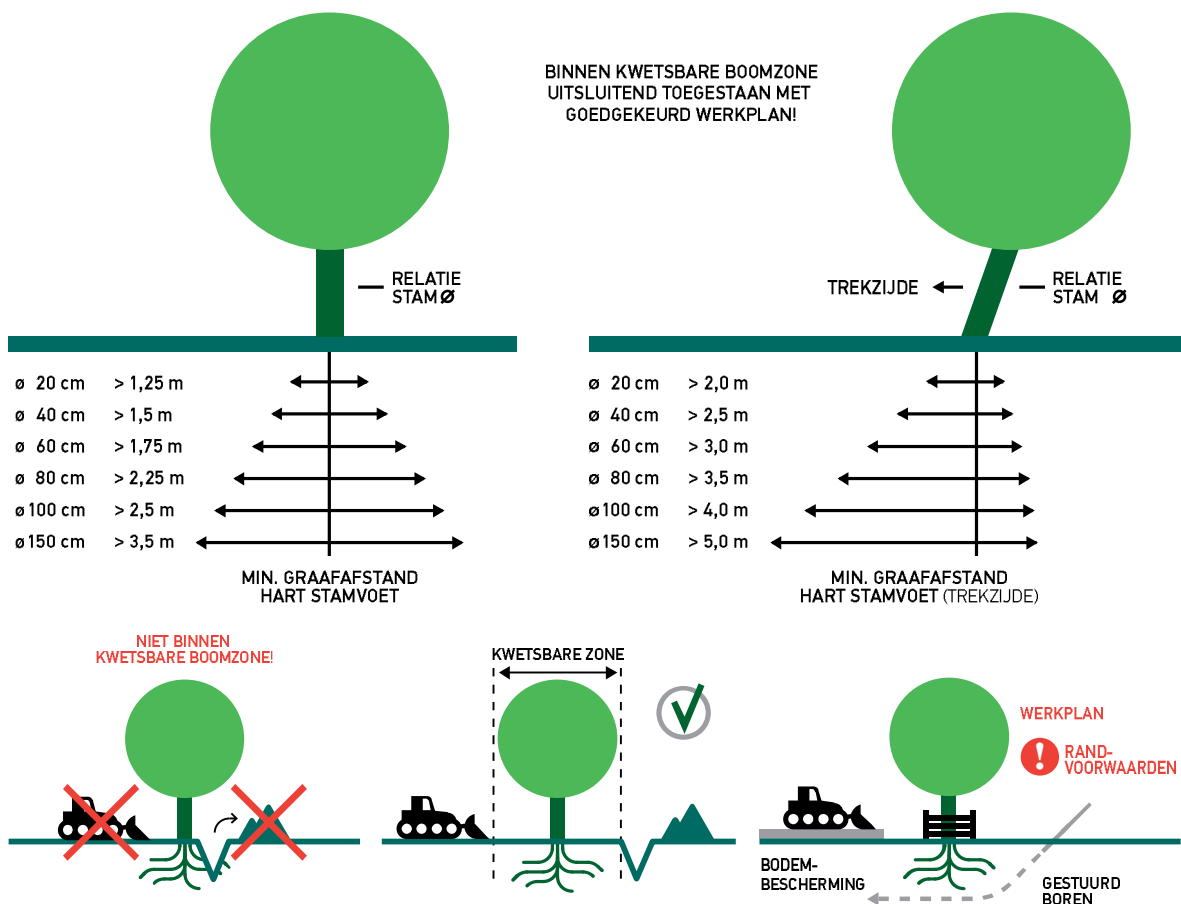 BINNEN KWETSBARE BOOMZONE
UITSLUITEND TOEGESTAAN MET
GOEDGEKEURD WERKPLAN!
RELATIE
STAM Ø
ø 20 cm > 1,25 m
ø 40 cm > 1,5 m
ø 60 cm > 1,75 m
ø 80 cm > 2,25 m
ø 100 cm > 2,5 m
ø 150 cm > 3,5 m
MIN. GRAAFAFSTAND
HART STAMVOET
TREKZIJDE
RELATIE
STAM Ø
ø 20 cm > 2,0 m
ø 40 cm > 2,5 m
ø 60 cm > 3,0 m
ø 80 cm > 3,5 m
ø 100 cm > 4,0 m
ø 150 cm > 5,0 m
MIN. GRAAFAFSTAND
HART STAMVOET (TREKZIJDE)
NIET BINNEN
KWETSBARE BOOMZONE!
KWETSBARE ZONE
WERKPLAN
RAND-
VOORWAARDEN
BODEM-
BESCHERMING
GESTUURD
BOREN